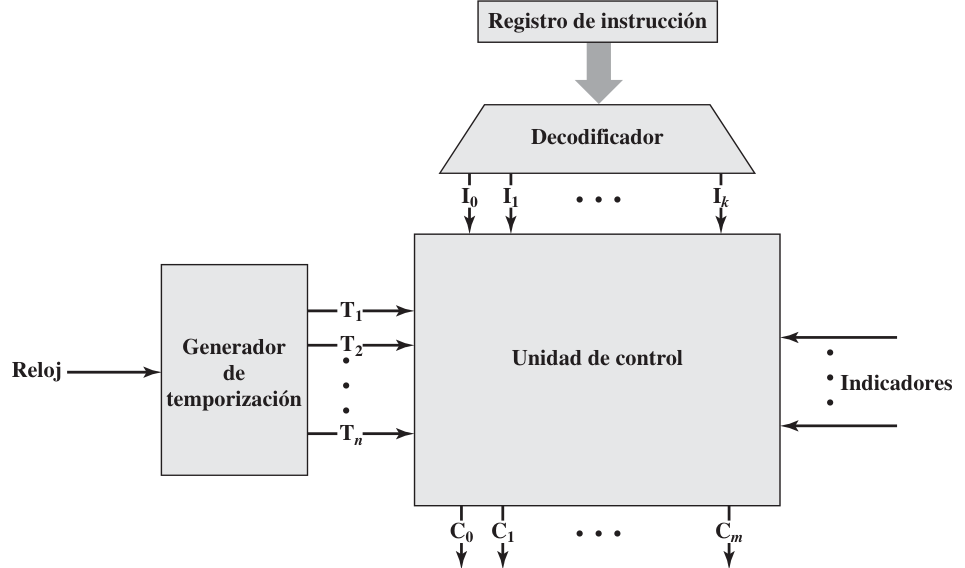 Registro de instrucción
Decodificador
I0 I1 • • • Ik
Generador
de
temporización
Reloj
T1
T2
Tn
Unidad de control
Indicadores
C0 C1 • • • Cm